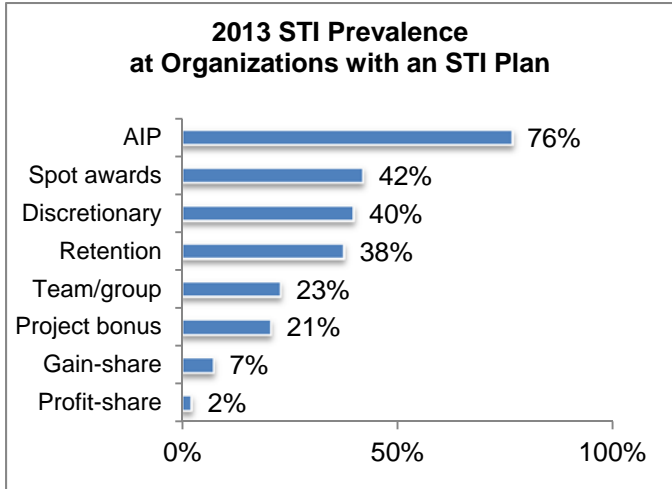 2013 STI Prevalence
at Organizations with an STI Plan
AIP 76%
Spot awards 42%
Discretionary 40%
Retention 38%
Team/group 23%
Project bonus 21%
Gain-share 7%
Profit-share 2%
0% 50% 100%